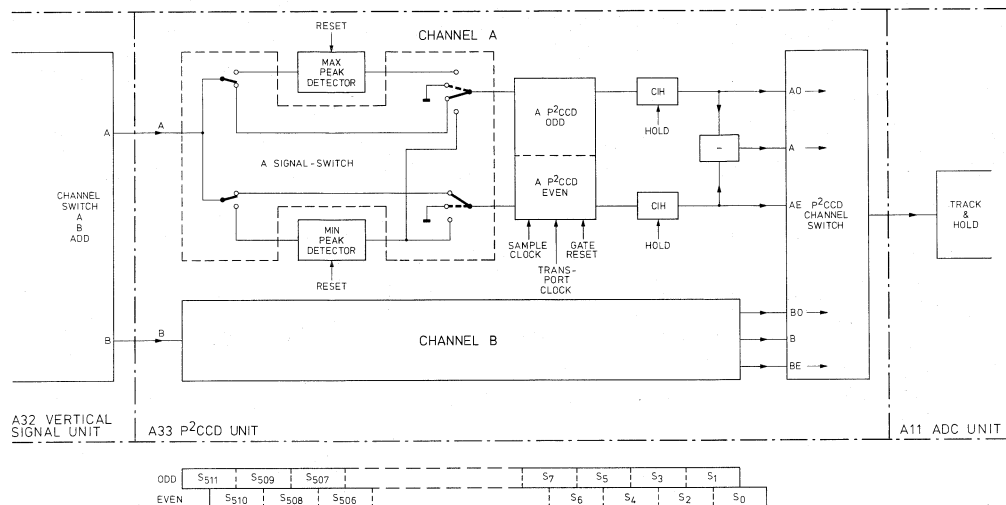 RESET
CHANNEL A
MAX
PEAK
DETECTOR
A
A
A SIGNAL-SWITCH
MIN
PEAK
DETECTOR
RESET
A P²CCD
ODD
A P²CCD
EVEN
SAMPLE
CLOCK
TRANS-
PORT
CLOCK
GATE
RESET
CIH
HOLD
-
CIH
HOLD
AO
A
AE
P²CCD
CHANNEL
SWITCH
TRACK
&
HOLD
CHANNEL
SWITCH
A
B
ADD
B
B
CHANNEL B
BO
B
BE
A32 VERTICAL
SIGNAL UNIT
A33 P²CCD UNIT
A11 ADC UNIT
ODD S511 S509 S507 S7 S5 S3 S1
EVEN S510 S508 S506 S6 S4 S2 S0